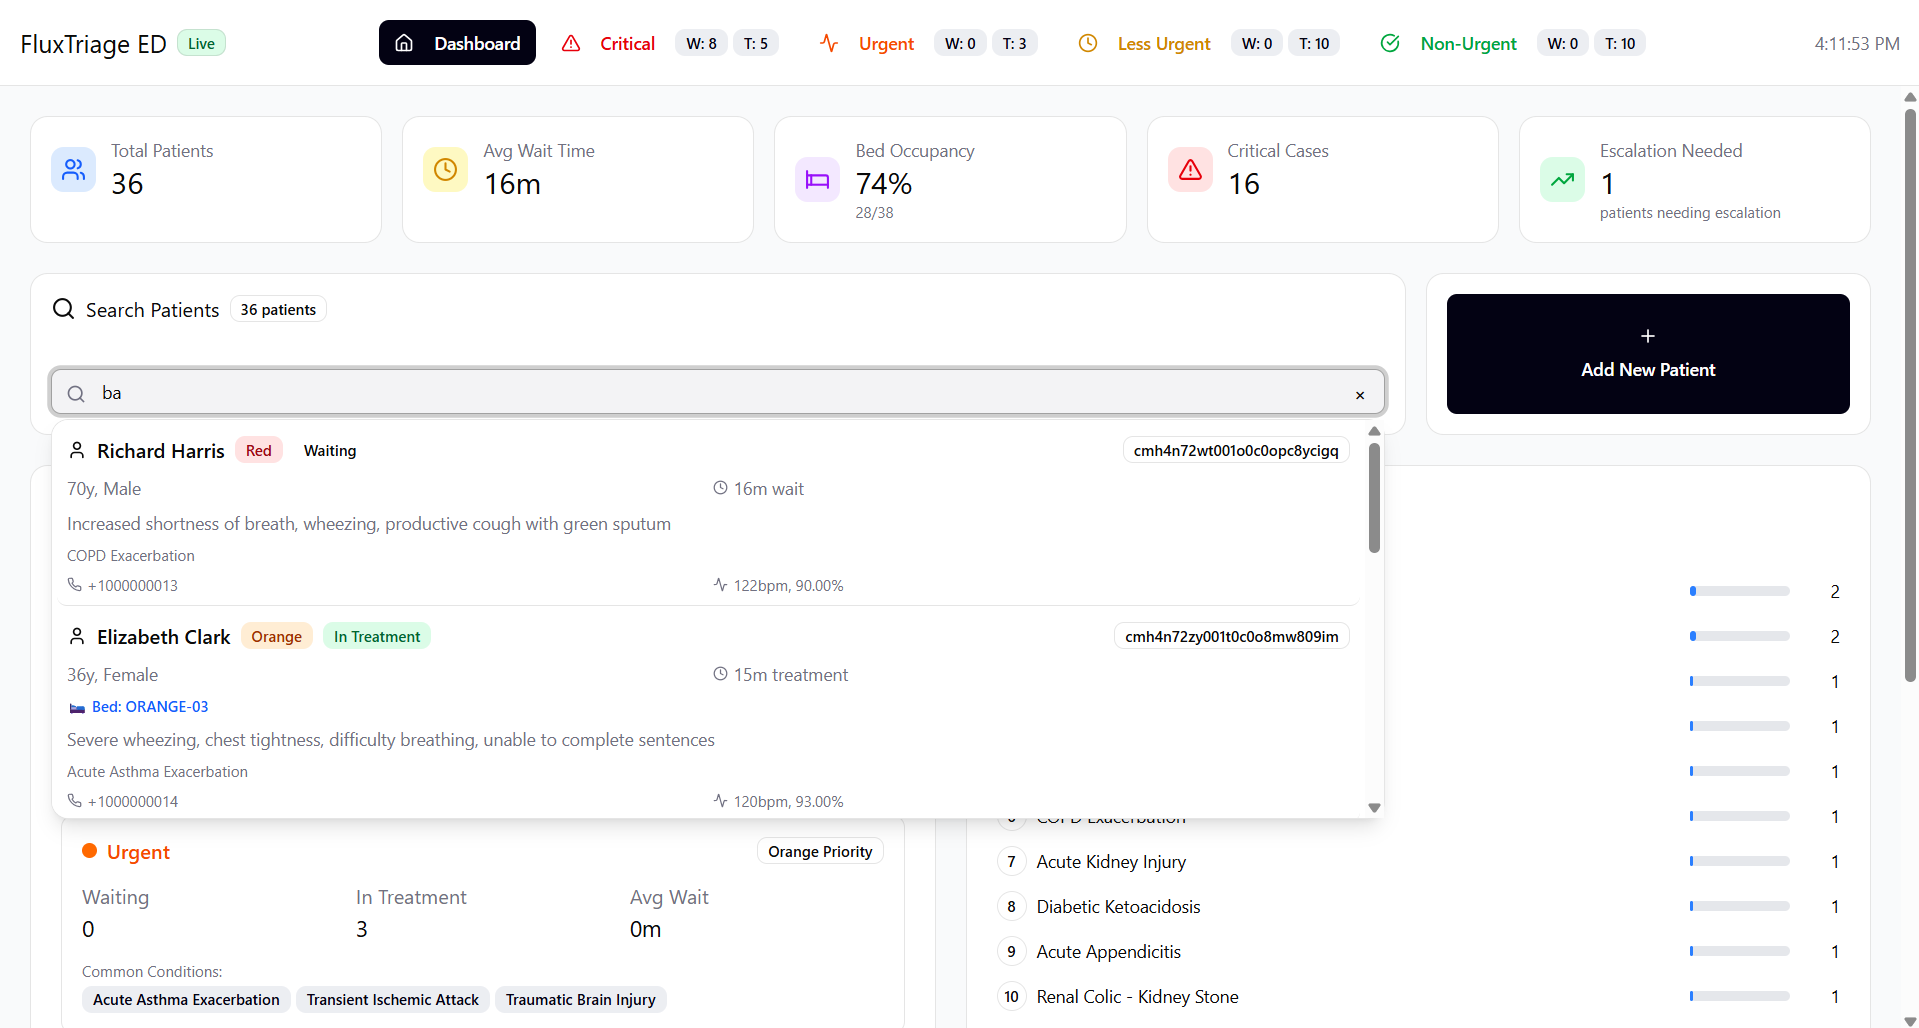 FluxTriage ED Live
Dashboard
Critical W: 8 T: 5
Urgent W: 0 T: 3
Less Urgent W: 0 T: 10
Non-Urgent W: 0 T: 10
4:11:53 PM
Total Patients
36
Avg Wait Time
16m
Bed Occupancy
74%
28/38
Critical Cases
16
Escalation Needed
1
patients needing escalation
Search Patients 36 patients
ba ×
+
Add New Patient
Richard Harris Red Waiting cmh4n72wt001o0c0opc8ycigq
70y, Male 16m wait
Increased shortness of breath, wheezing, productive cough with green sputum
COPD Exacerbation
+1000000013 122bpm, 90.00%
Elizabeth Clark Orange In Treatment cmh4n72zy001t0c0o8mw809im
36y, Female 15m treatment
Bed: ORANGE-03
Severe wheezing, chest tightness, difficulty breathing, unable to complete sentences
Acute Asthma Exacerbation
+1000000014 120bpm, 93.00%
Urgent Orange Priority
Waiting In Treatment Avg Wait
0 3 0m
Common Conditions:
Acute Asthma Exacerbation Transient Ischemic Attack Traumatic Brain Injury
2
2
1
1
1
COPD Exacerbation 1
7 Acute Kidney Injury 1
8 Diabetic Ketoacidosis 1
9 Acute Appendicitis 1
10 Renal Colic - Kidney Stone 1